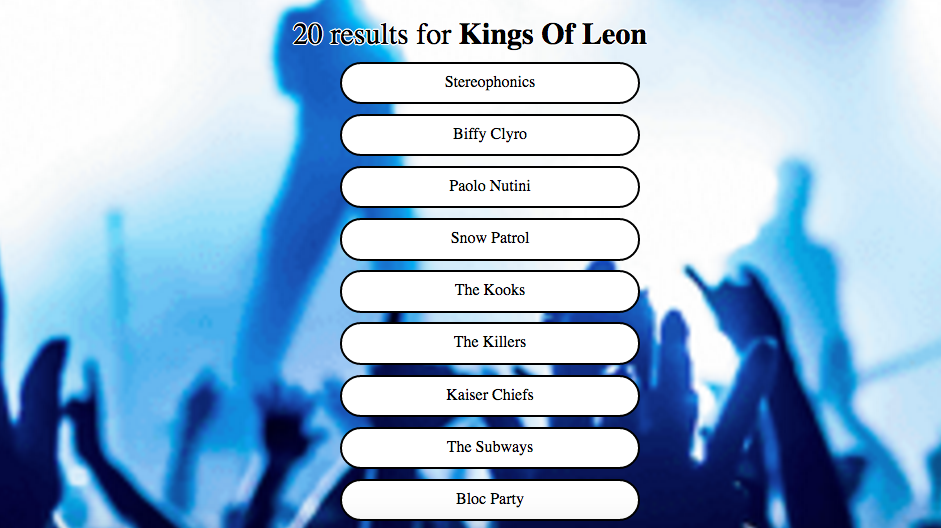 20 results for Kings Of Leon
Stereophonics
Biffy Clyro
Paolo Nutini
Snow Patrol
The Kooks
The Killers
Kaiser Chiefs
The Subways
Bloc Party